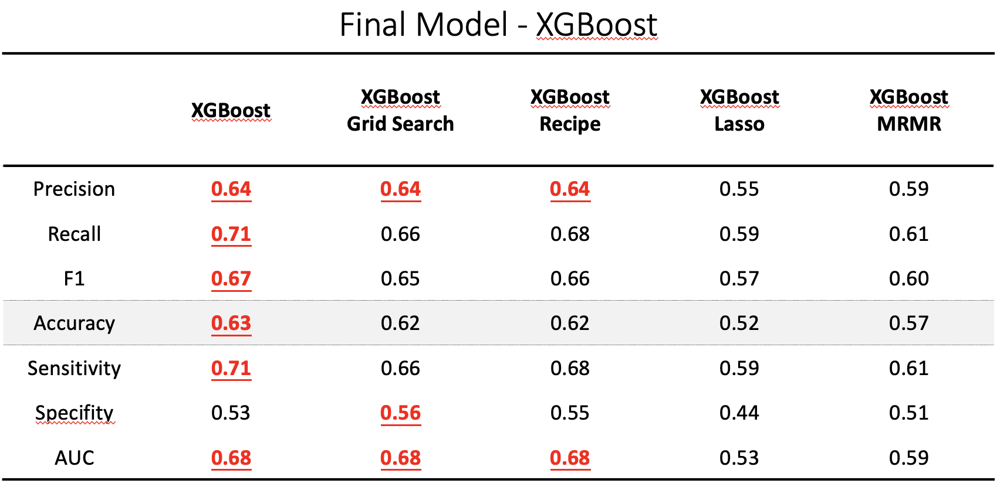 Final Model - XGBoost
XGBoost XGBoost Grid Search XGBoost Recipe XGBoost Lasso XGBoost MRMR
Precision 0.64 0.64 0.64 0.55 0.59
Recall 0.71 0.66 0.68 0.59 0.61
F1 0.67 0.65 0.66 0.57 0.60
Accuracy 0.63 0.62 0.62 0.52 0.57
Sensitivity 0.71 0.66 0.68 0.59 0.61
Specifity 0.53 0.56 0.55 0.44 0.51
AUC 0.68 0.68 0.68 0.53 0.59